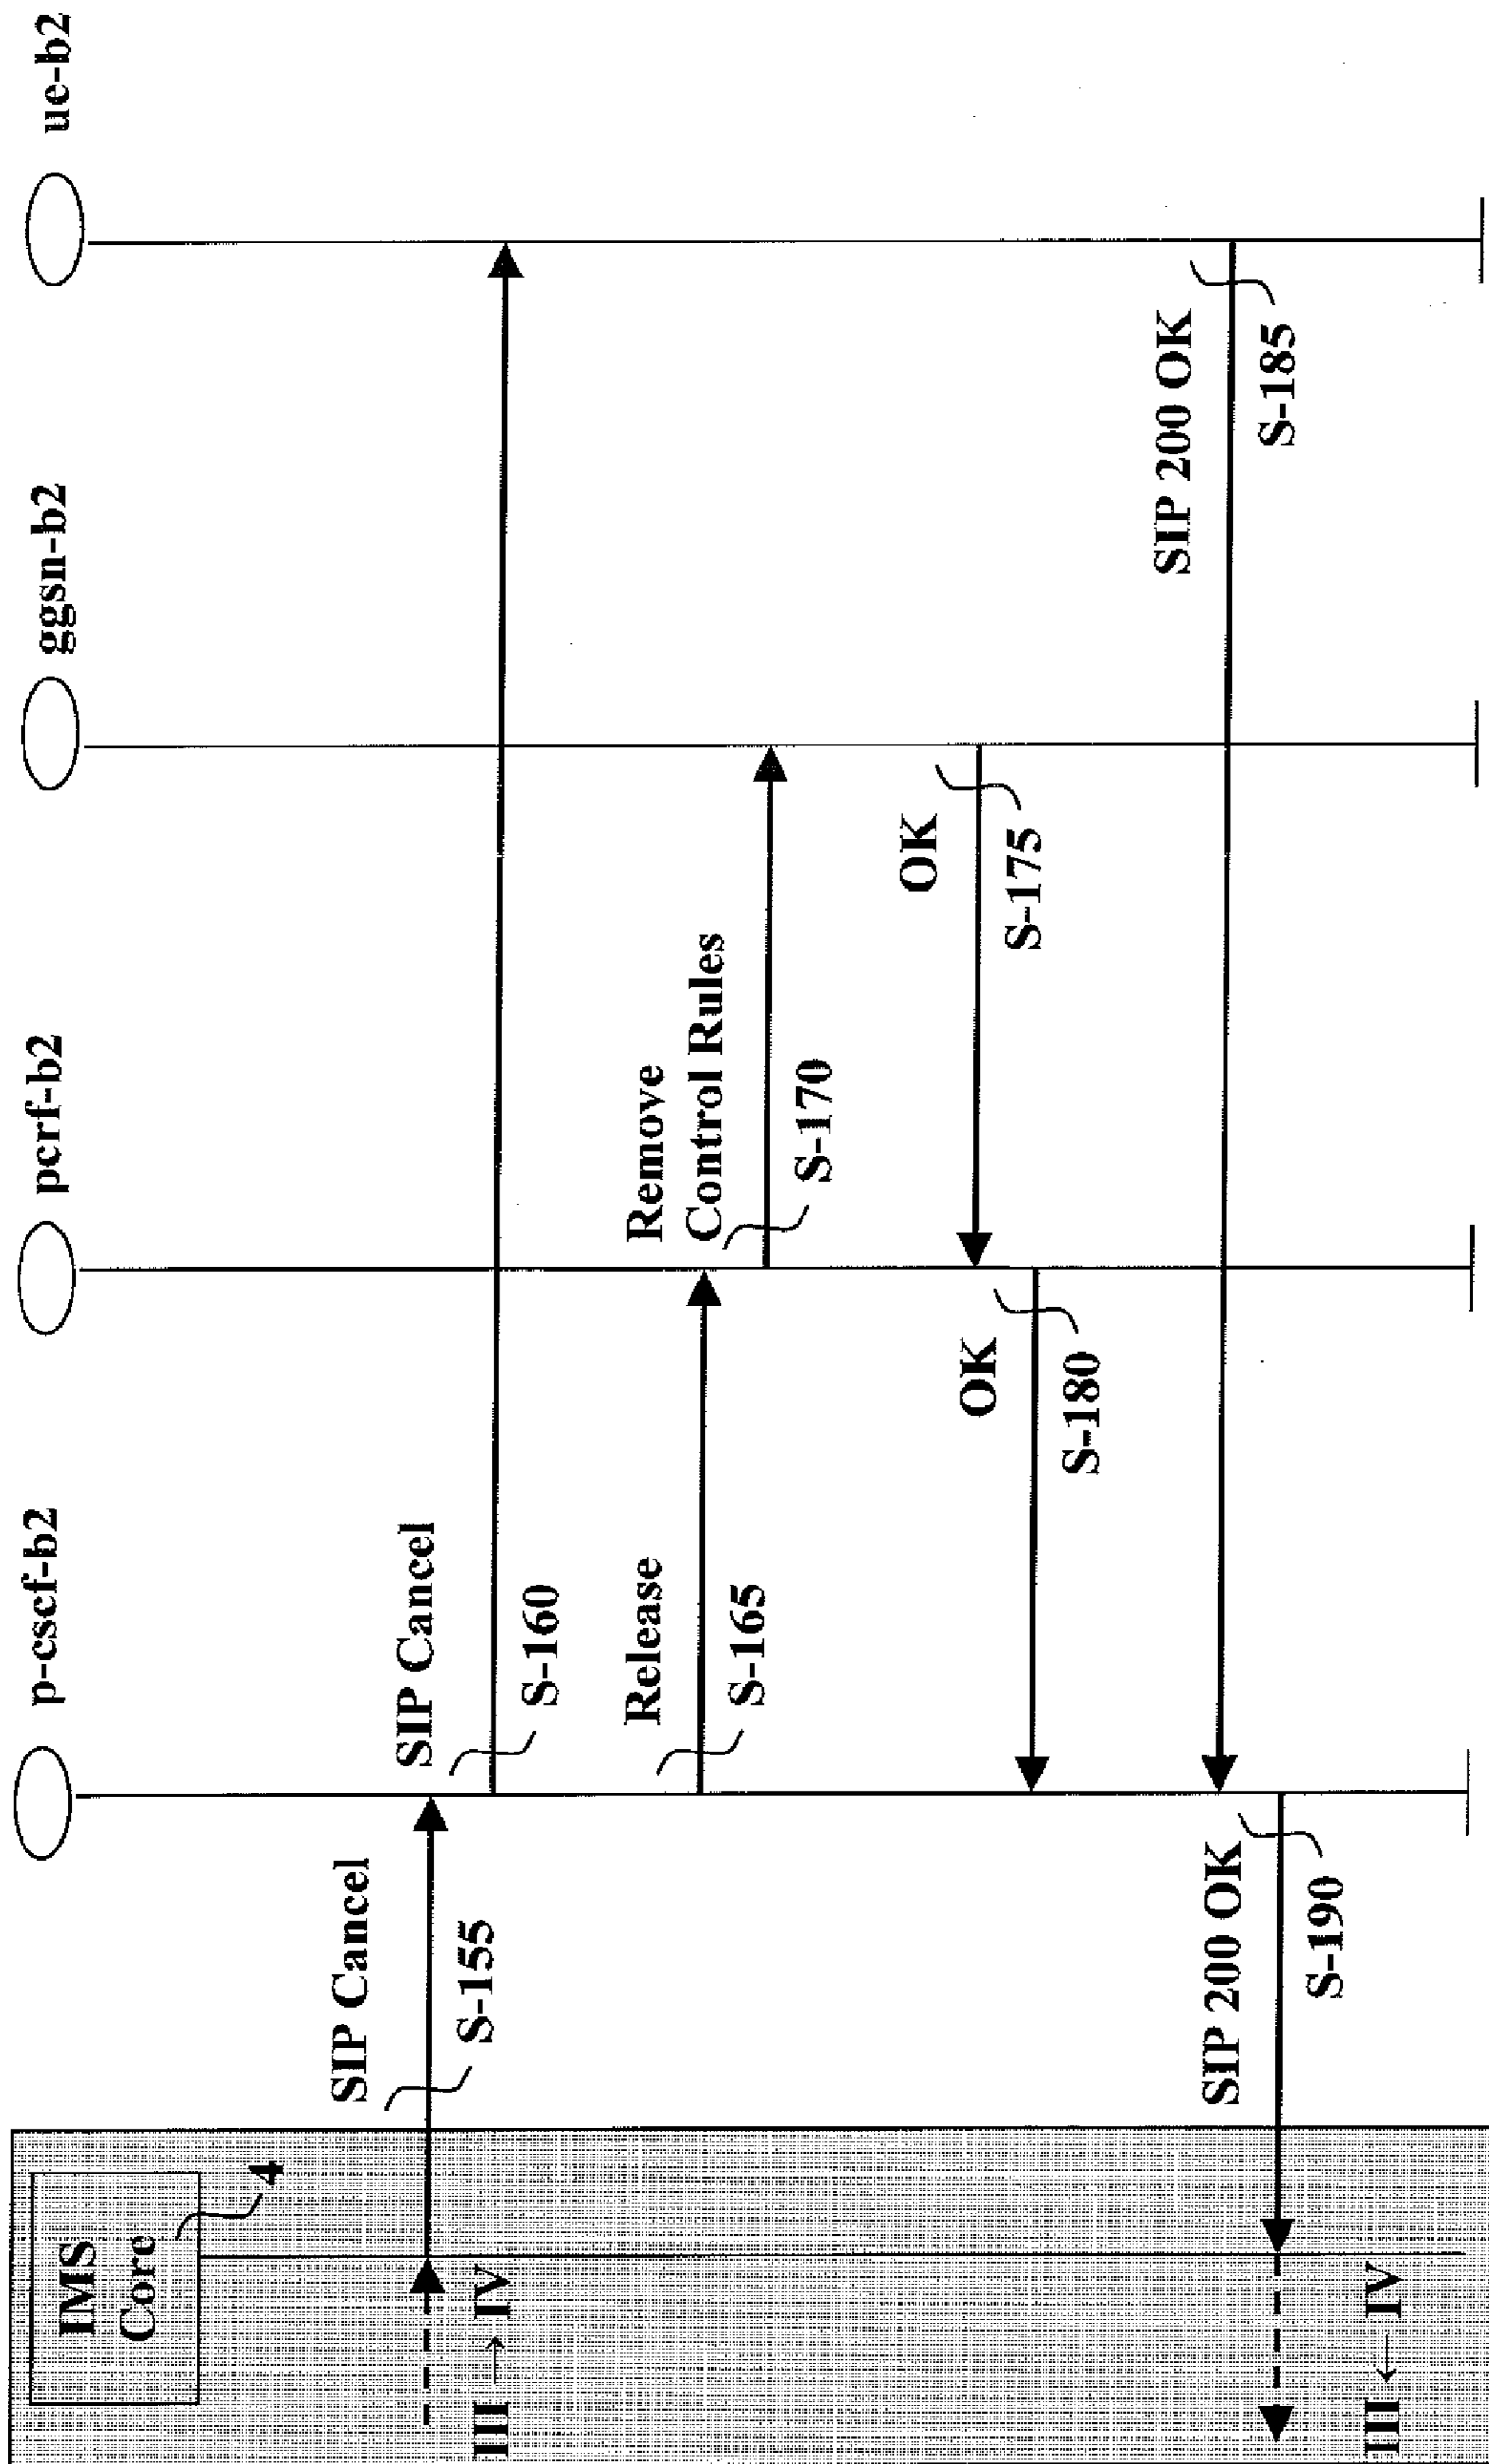 IMS
Core
4
p-cscf-b2
pcrf-b2
ggsn-b2
ue-b2
SIP Cancel
S-155
III → IV
SIP Cancel
S-160
Release
S-165
Remove
Control Rules
S-170
OK
S-175
OK
S-180
SIP 200 OK
S-185
SIP 200 OK
S-190
III ← IV